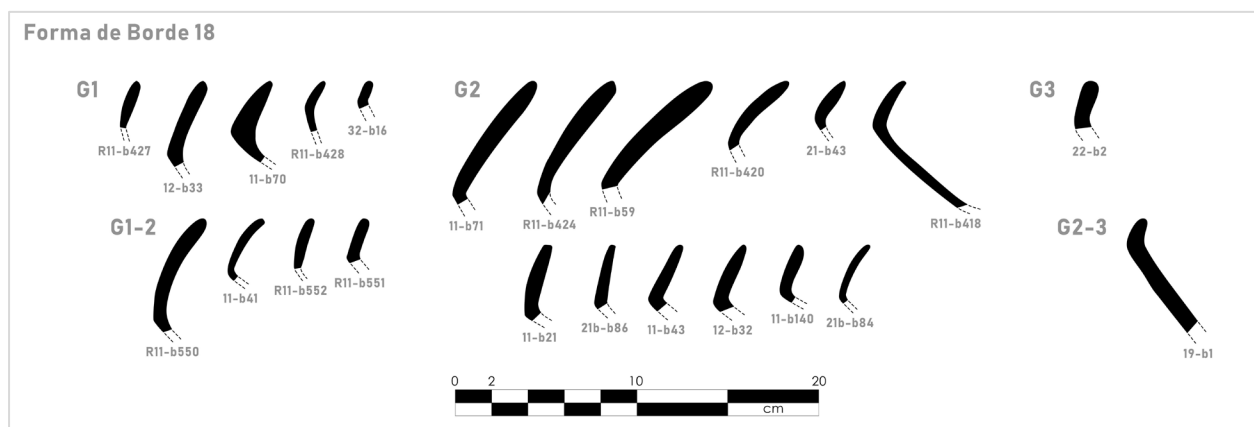 Forma de Borde 18
G1
R11-b427
12-b33
11-b70
R11-b428
32-b16
G2
11-b71
R11-b424
R11-b59
R11-b420
21-b43
R11-b418
G3
22-b2
G1-2
R11-b550
11-b41
R11-b552
R11-b551
11-b21
21b-b86
11-b43
12-b32
11-b140
21b-b84
G2-3
19-b1
0 2 10 20
cm